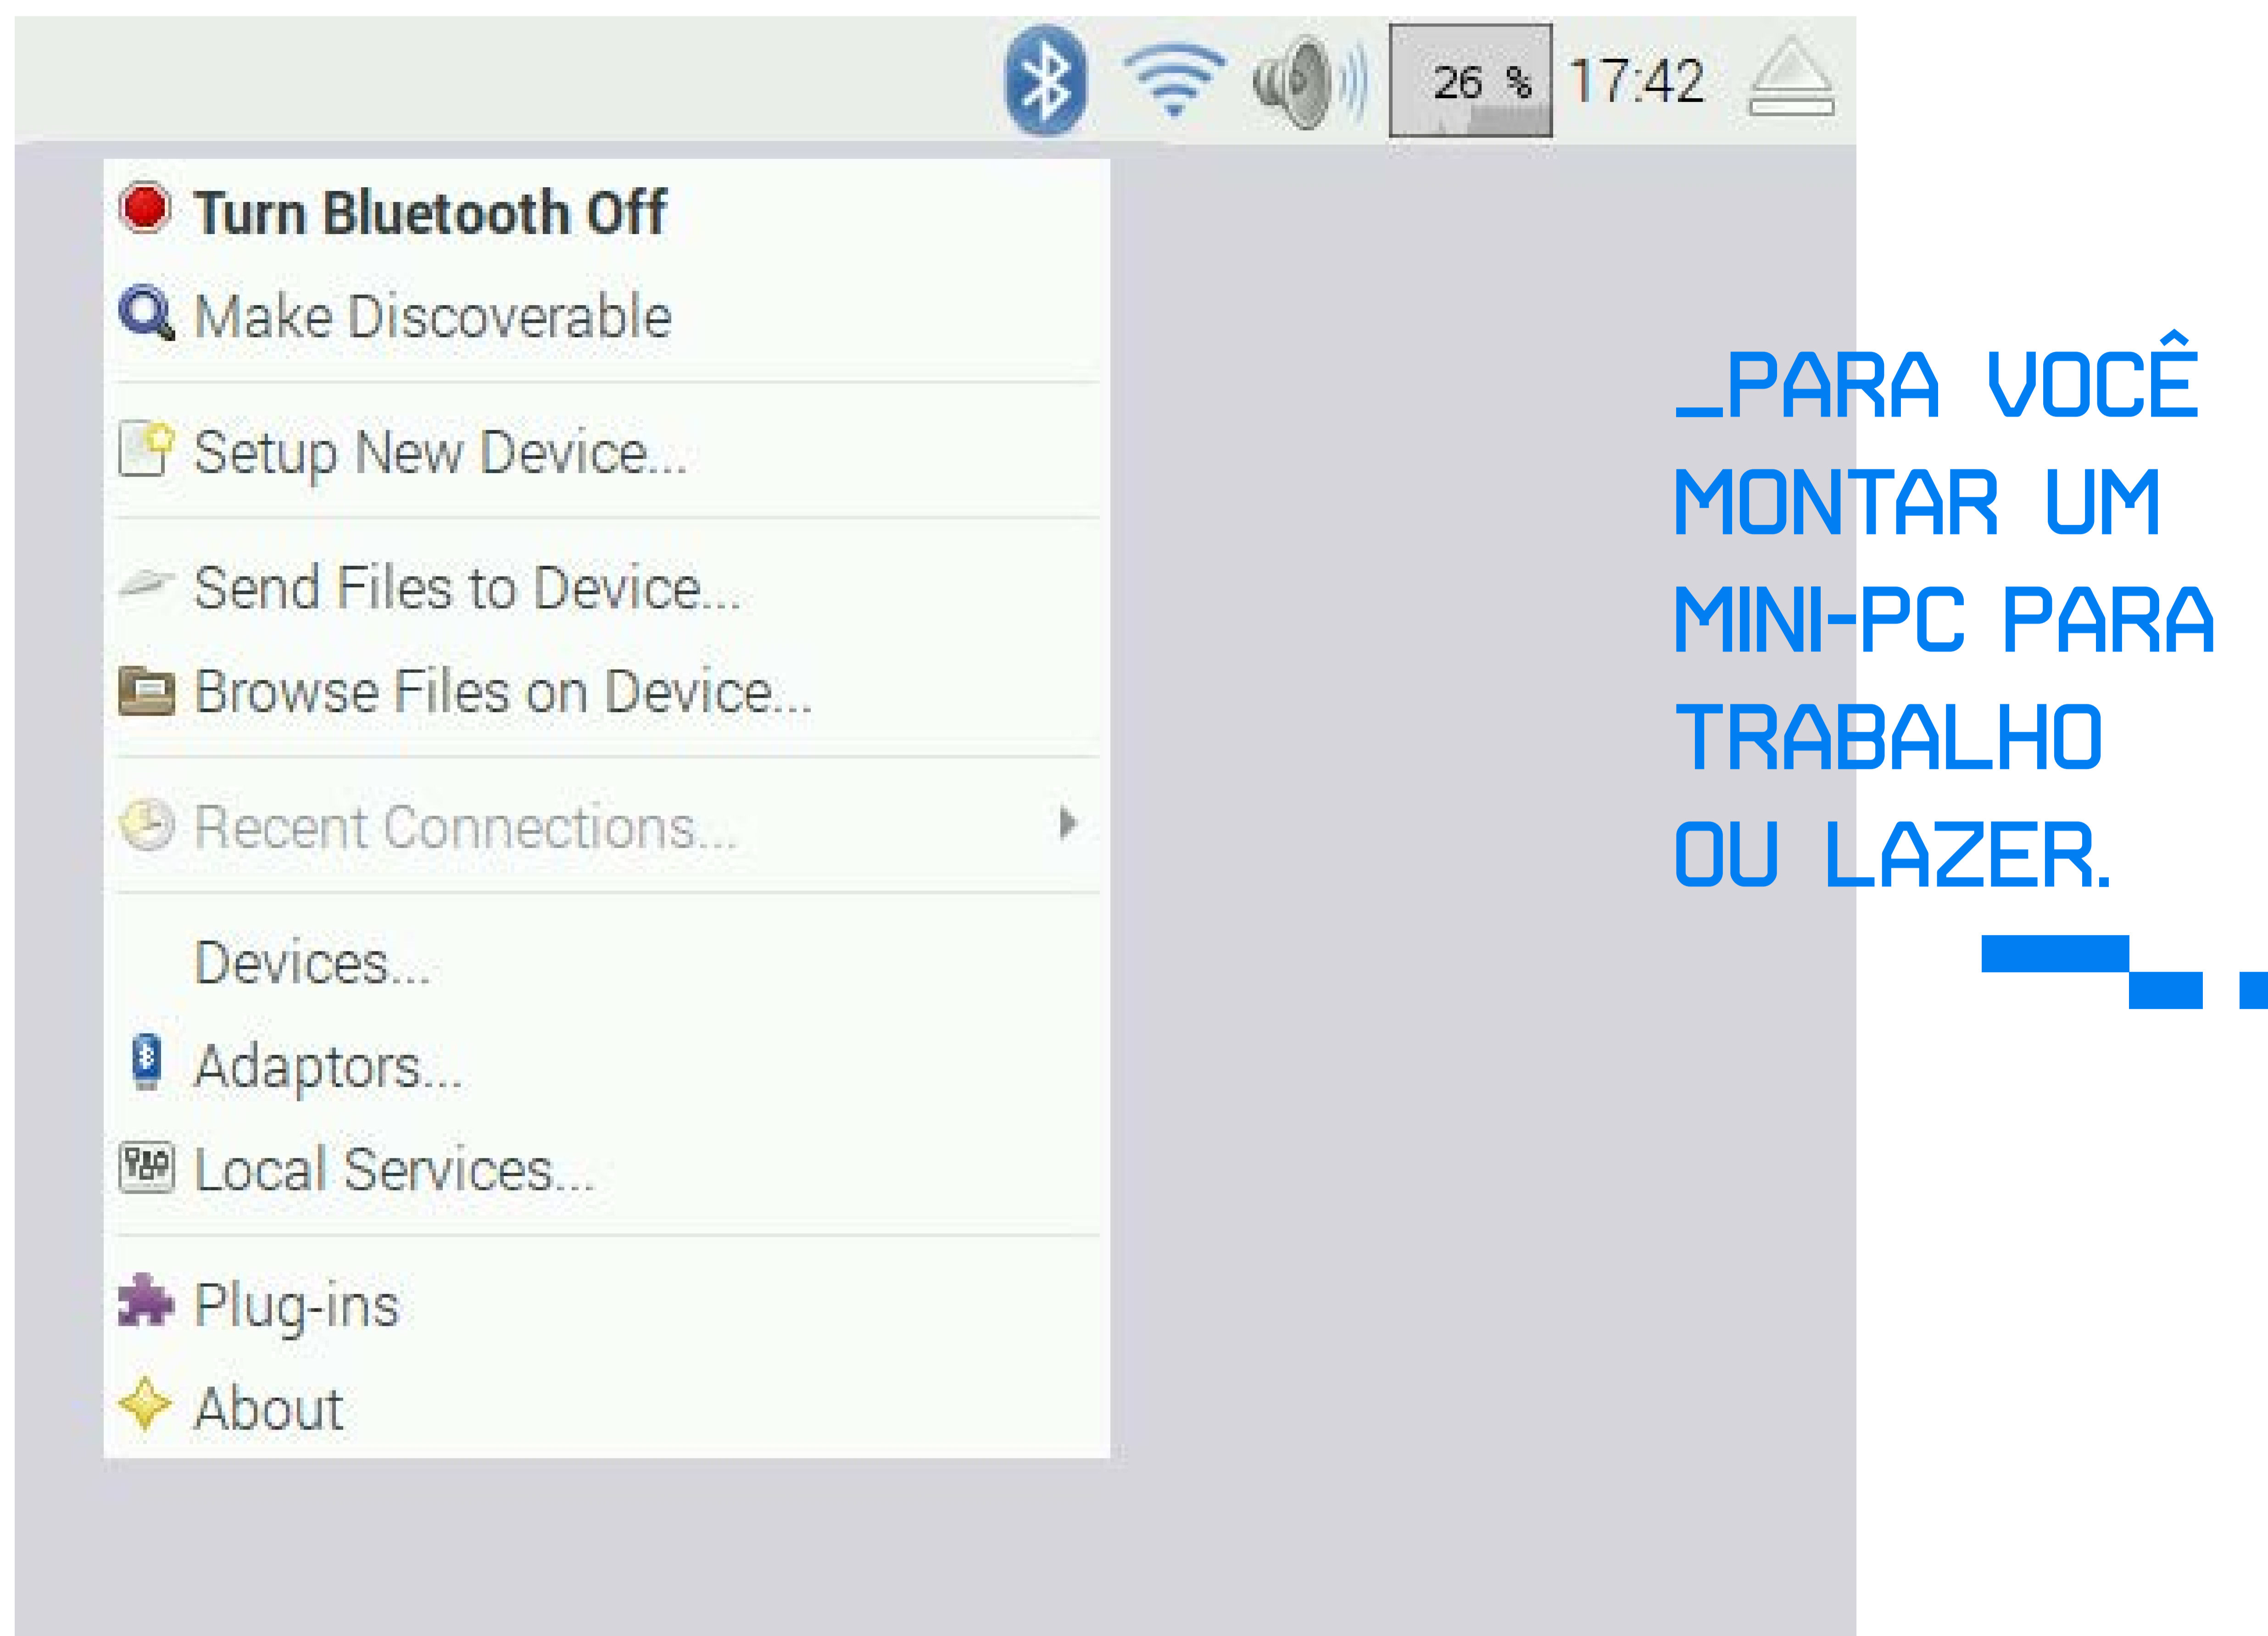 26 % 17:42
Turn Bluetooth Off
Make Discoverable
Setup New Device...
Send Files to Device...
Browse Files on Device...
Recent Connections...
Devices...
Adaptors...
Local Services...
Plug-ins
About
_PARA VOCÊ
MONTAR UM
MINI-PC PARA
TRABALHO
OU LAZER.